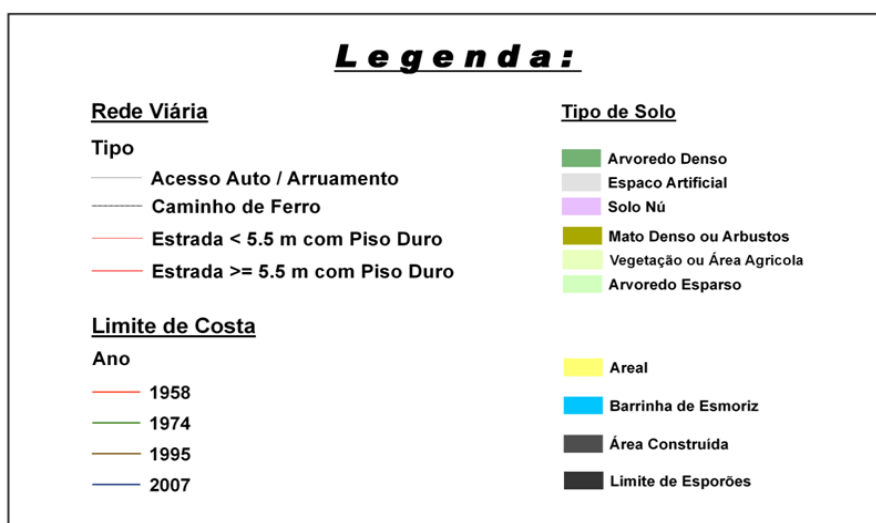 Legenda:
Rede Viária
Tipo
Acesso Auto / Arruamento
Caminho de Ferro
Estrada < 5.5 m com Piso Duro
Estrada >= 5.5 m com Piso Duro
Limite de Costa
Ano
1958
1974
1995
2007
Tipo de Solo
Arvoredo Denso
Espaco Artificial
Solo Nú
Mato Denso ou Arbustos
Vegetação ou Área Agricola
Arvoredo Esparso
Areal
Barrinha de Esmoriz
Área Construída
Limite de Esporões